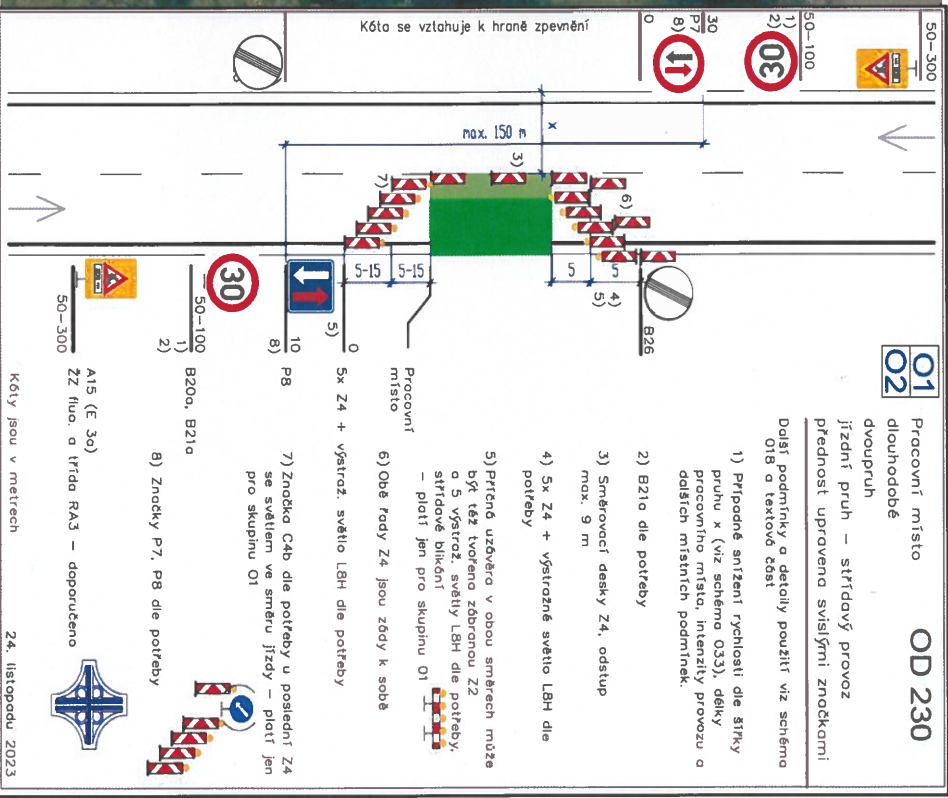 O1
O2
Pracovní místo
OD 230
dlouhodobé
dvoupruh
jízdní pruh – střídavý provoz
přednost upravena svislými značkami
Další podmínky a detaily použití viz schéma
018 a textová část
1) Případné snížení rychlosti dle šířky
pruhu x (viz schéma 033), délky
pracovního místa, intenzity provozu a
dalších místních podmínek.
2) B21a dle potřeby
3) Směrovací desky Z4, odstup
max. 9 m
4) 5x Z4 + výstražné světlo L8H dle
potřeby
5) Příčná uzávěra v obou směrech může
být též tvořena zábranou Z2
a 5 výstraž. světly L8H dle potřeby,
střídavé blikání
– platí jen pro skupinu O1
6) Obě řady Z4 jsou zády k sobě
7) Značka C4b dle potřeby u poslední Z4
se světlem ve směru jízdy – platí jen
pro skupinu O1
8) Značky P7, P8 dle potřeby
50–300
50–100
1)
2)
30
30
P7
8)
0
Kóta se vztahuje k hraně zpevnění
x
max. 150 m
3)
6)
7)
5
5
4)
5)
B26
5-15
5-15
Pracovní
místo
0
5)
5x Z4 + výstraž. světlo L8H dle potřeby
10
8)
P8
30
50–100
1)
2)
B20a, B21a
50–300
A15 (E 3a)
ZZ fluo. a třída RA3 – doporučeno
Kóty jsou v metrech
24. listopadu 2023